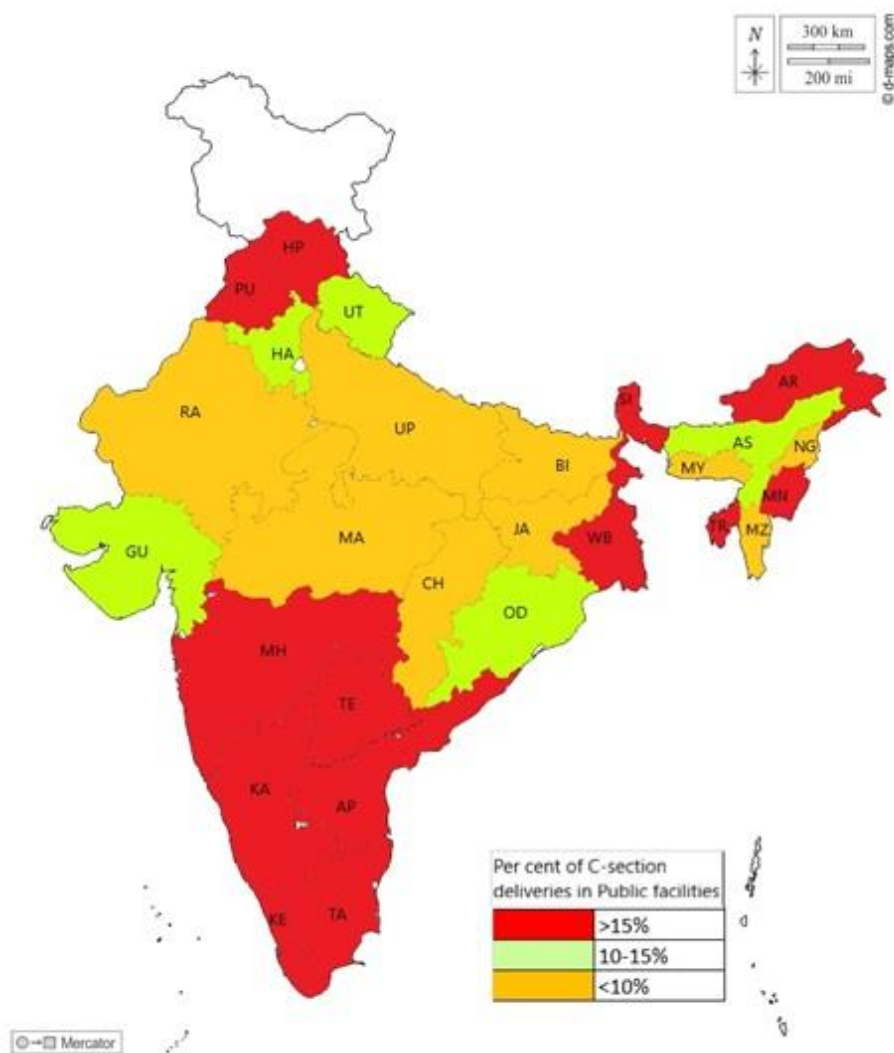 N
300 km
200 mi
© d-maps.com
HP
PU
UT
HA
RA
UP
SI
AR
AS
NG
BI
MY
MN
GU
MA
JA
WB
TR
MZ
CH
OD
MH
TE
KA
AP
KE
TA
Per cent of C-section
deliveries in Public facilities
>15%
10-15%
<10%
Mercator